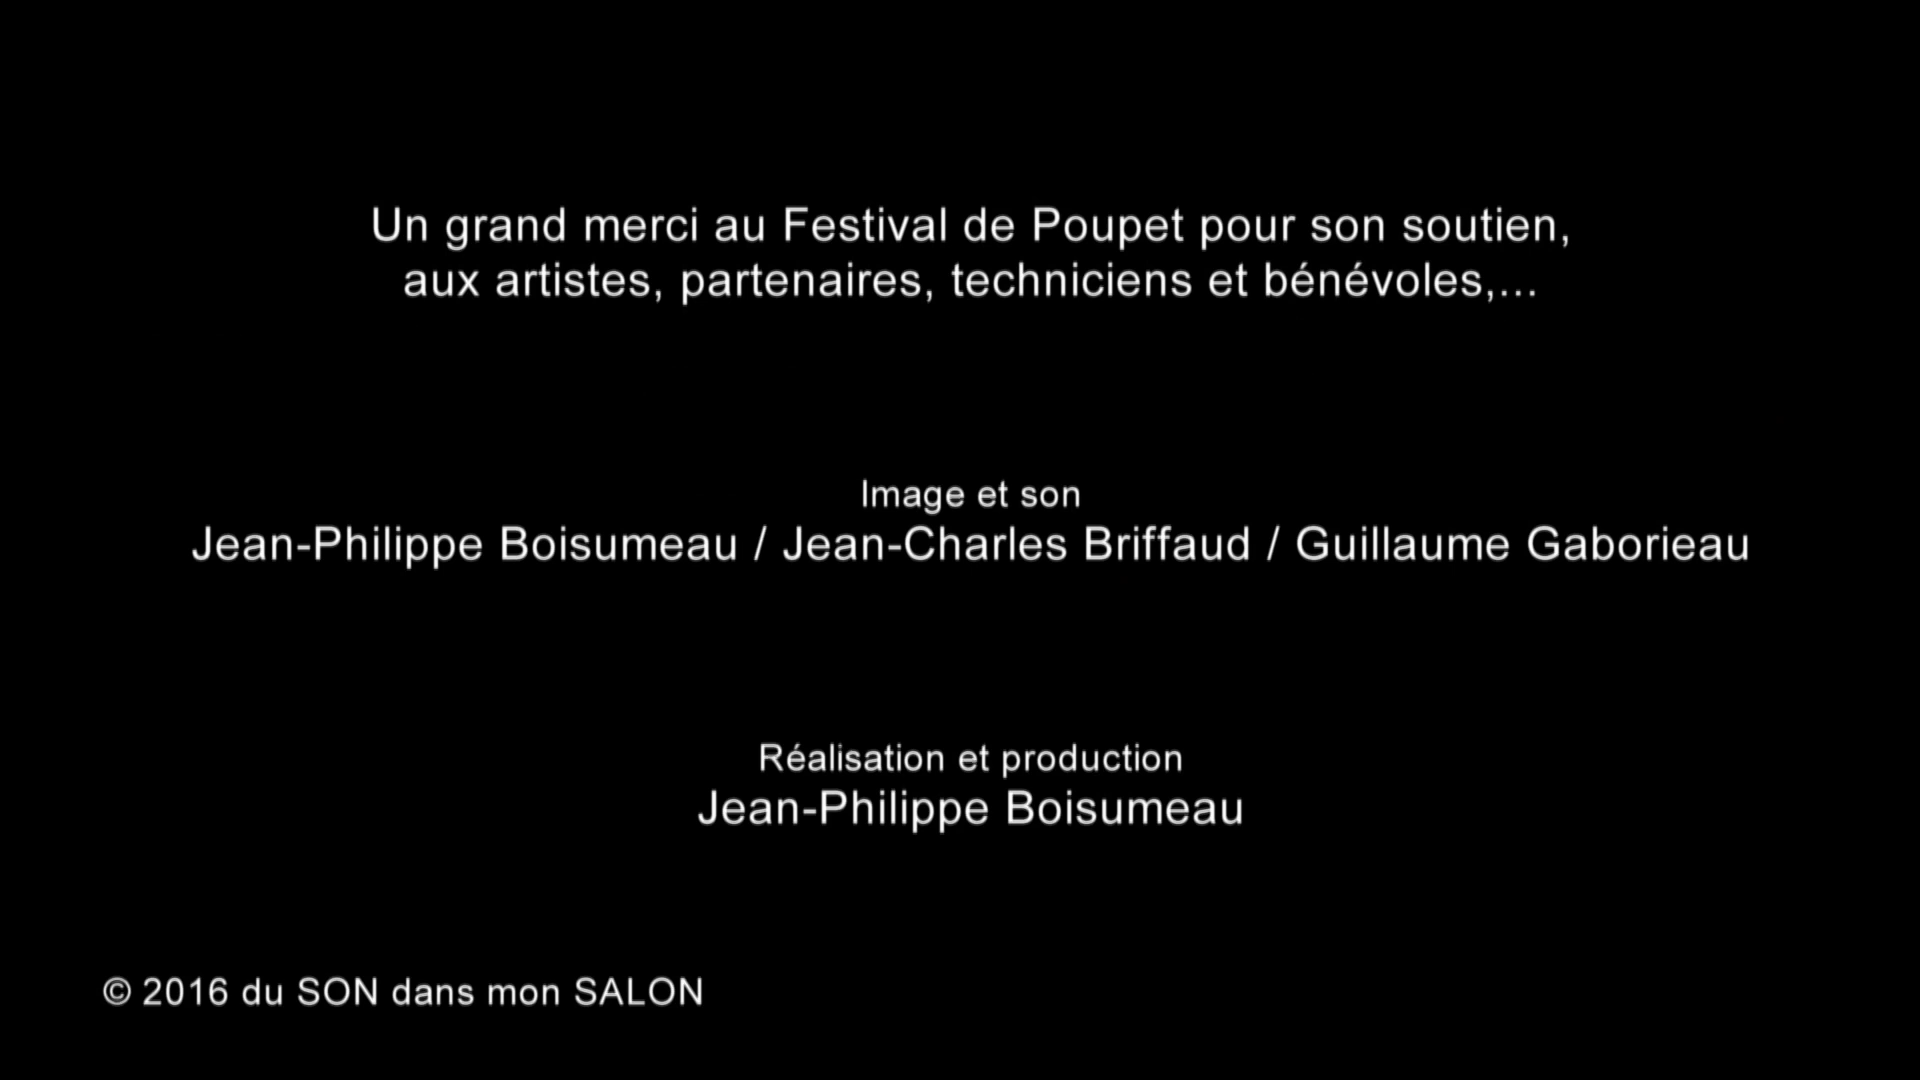 Un grand merci au Festival de Poupet pour son soutien,
aux artistes, partenaires, techniciens et bénévoles,...
Image et son
Jean-Philippe Boisumeau / Jean-Charles Briffaud / Guillaume Gaborieau
Réalisation et production
Jean-Philippe Boisumeau
© 2016 du SON dans mon SALON